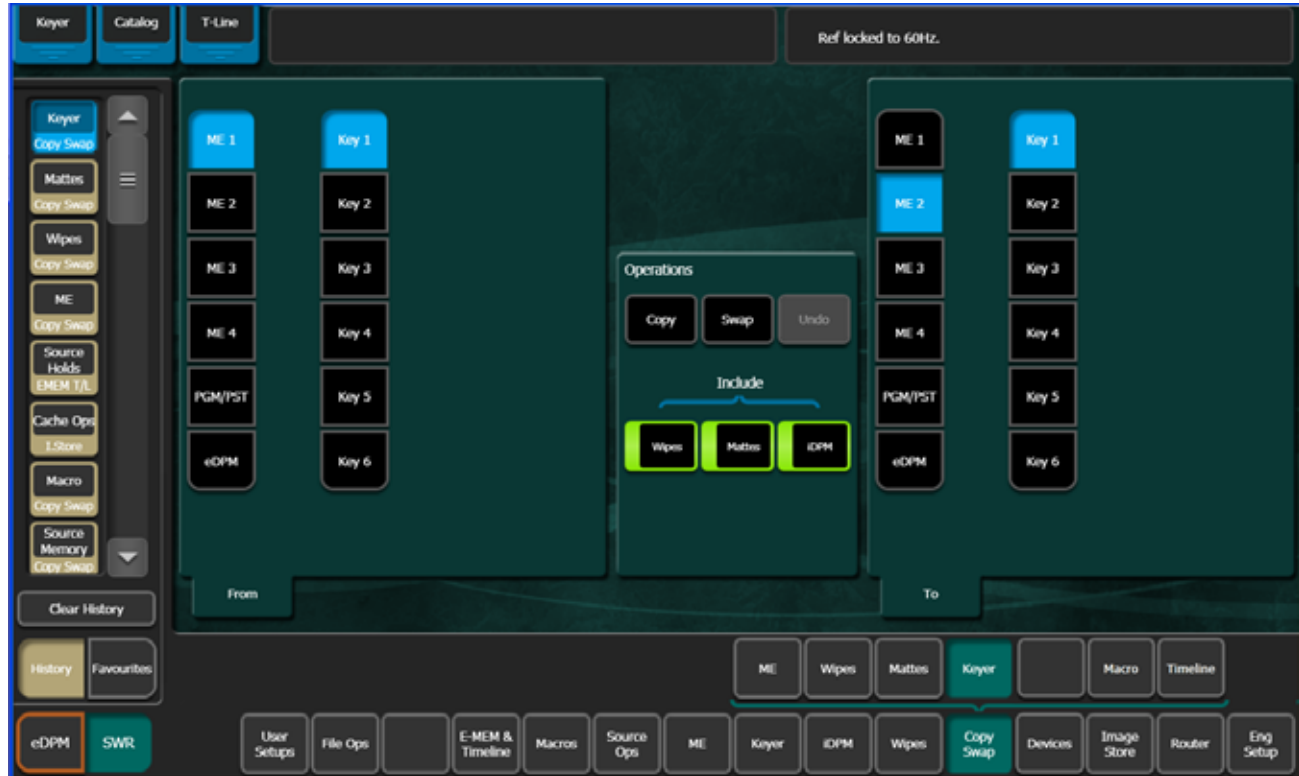 Keyer
Catalog
T-Line
Ref locked to 60Hz.
Keyer
Copy Swap
Mattes
Copy Swap
Wipes
Copy Swap
ME
Copy Swap
Source
Holds
EMEM T/L
Cache Ops
I.Store
Macro
Copy Swap
Source
Memory
Copy Swap
Clear History
History
Favourites
eDPM
SWR
ME 1
ME 2
ME 3
ME 4
PGM/PST
eDPM
Key 1
Key 2
Key 3
Key 4
Key 5
Key 6
From
Operations
Copy
Swap
Undo
Include
Wipes
Mattes
iDPM
ME 1
ME 2
ME 3
ME 4
PGM/PST
eDPM
Key 1
Key 2
Key 3
Key 4
Key 5
Key 6
To
ME
Wipes
Mattes
Keyer
Macro
Timeline
User
Setups
File Ops
E-MEM &
Timeline
Macros
Source
Ops
ME
Keyer
iDPM
Wipes
Copy
Swap
Devices
Image
Store
Router
Eng
Setup